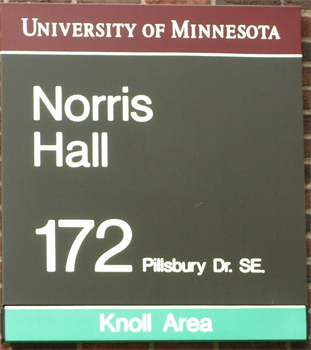 UNIVERSITY OF MINNESOTA
Norris
Hall
172 Pillsbury Dr. SE.
Knoll Area